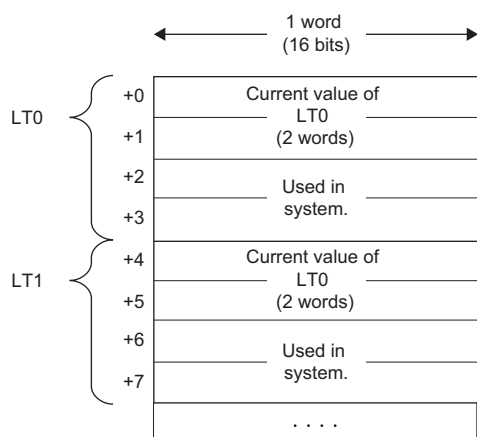 1 word
(16 bits)
LT0
+0
Current value of
LT0
+1
(2 words)
+2
Used in
system.
+3
LT1
+4
Current value of
LT0
+5
(2 words)
+6
Used in
system.
+7
. . . .